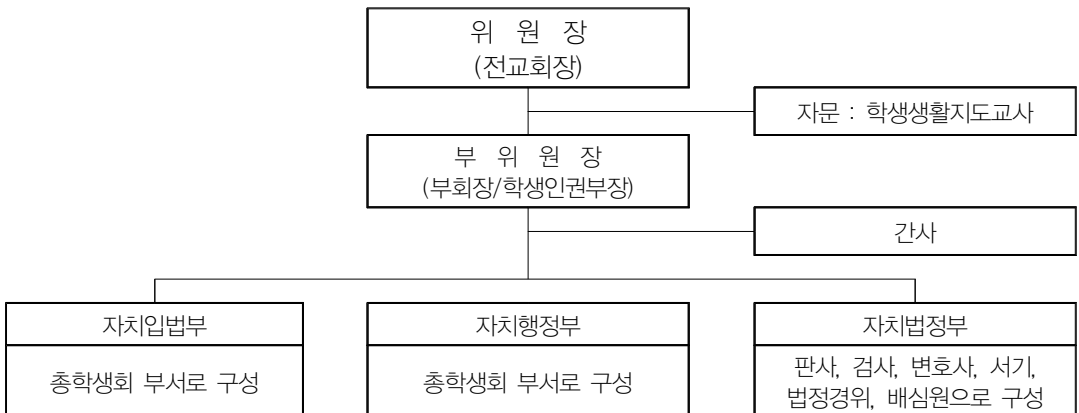 위 원 장
(전교회장)
자문 : 학생생활지도교사
부 위 원 장
(부회장/학생인권부장)
간사
자치입법부
총학생회 부서로 구성
자치행정부
총학생회 부서로 구성
자치법정부
판사, 검사, 변호사, 서기,
법정경위, 배심원으로 구성